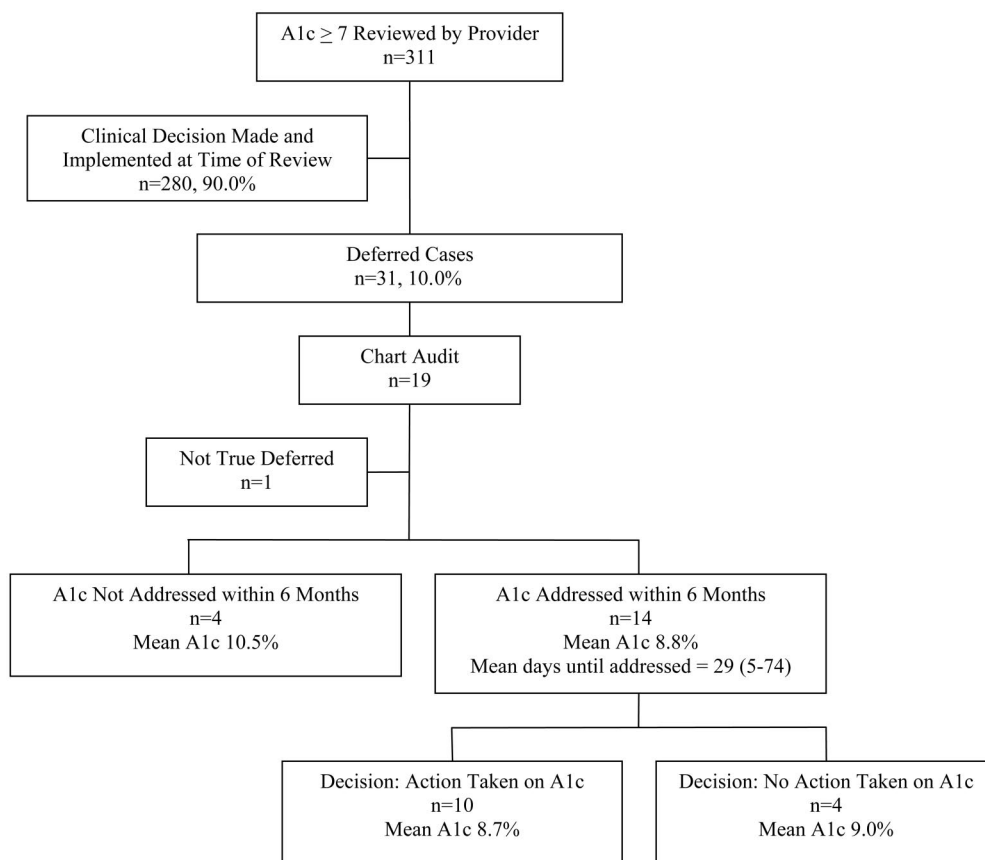 A1c ≥ 7 Reviewed by Provider
n=311
Clinical Decision Made and
Implemented at Time of Review
n=280, 90.0%
Deferred Cases
n=31, 10.0%
Chart Audit
n=19
Not True Deferred
n=1
A1c Not Addressed within 6 Months
n=4
Mean A1c 10.5%
A1c Addressed within 6 Months
n=14
Mean A1c 8.8%
Mean days until addressed = 29 (5-74)
Decision: Action Taken on A1c
n=10
Mean A1c 8.7%
Decision: No Action Taken on A1c
n=4
Mean A1c 9.0%